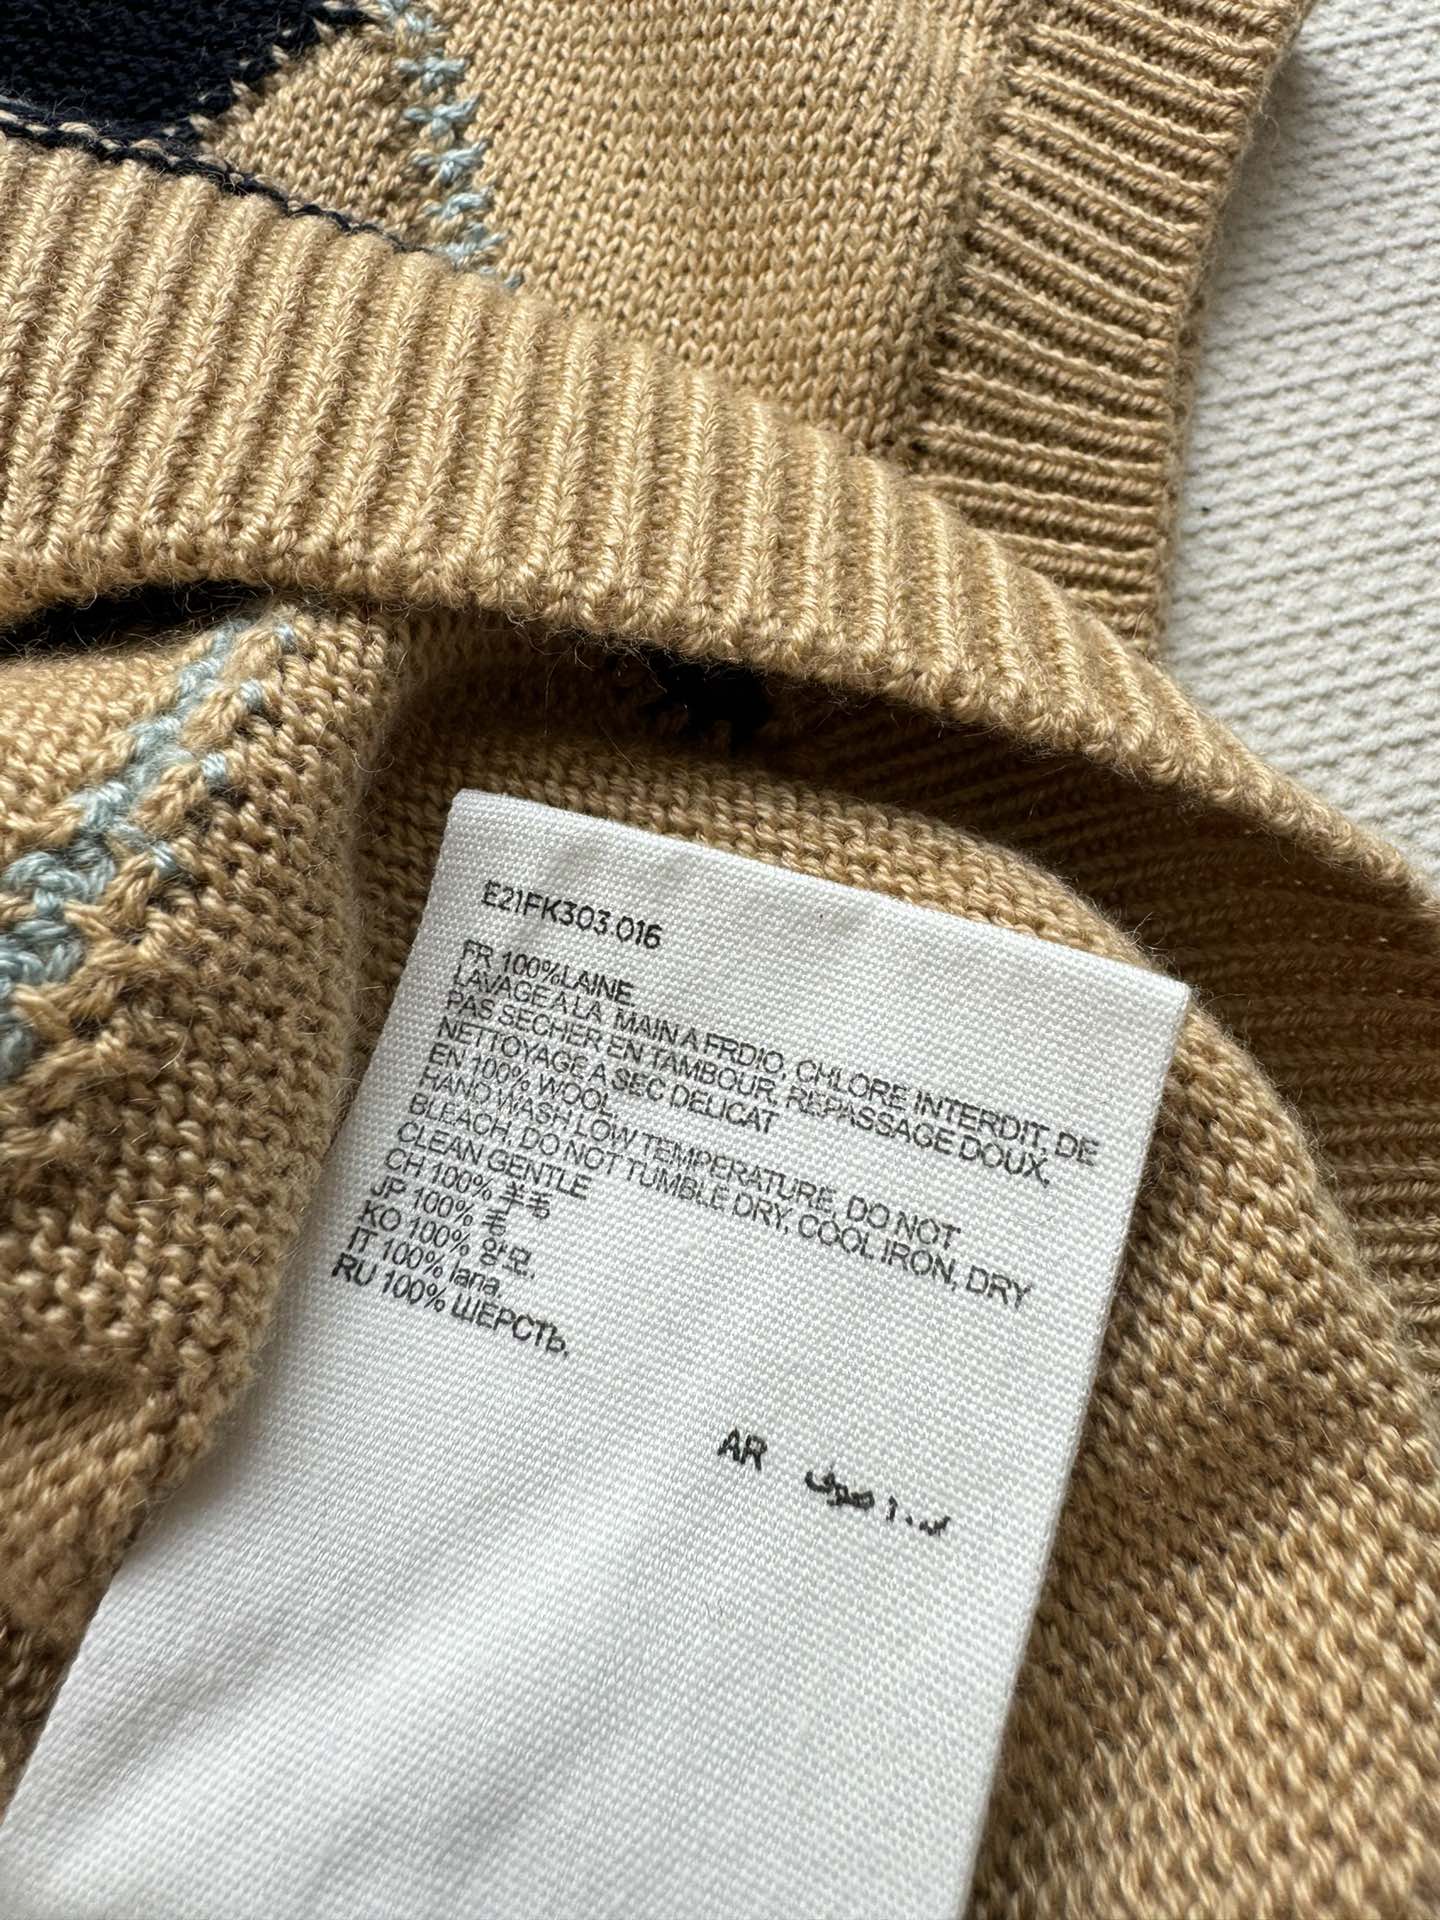 E21FK303.016
FR 100%LAINE.
LAVAGE A LA MAIN A FRDIO, CHLORE INTERDIT, DE
PAS SECHER EN TAMBOUR, REPASSAGE DOUX,
NETTOYAGE A SEC DELICAT
EN 100% WOOL.
HAND WASH LOW TEMPERATURE, DO NOT
BLEACH, DO NOT TUMBLE DRY, COOL IRON, DRY
CLEAN GENTLE
CH 100% 羊毛
JP 100% 毛
KO 100% 양모.
IT 100% lana.
RU 100% ШЕРСТЬ.
AR صوف